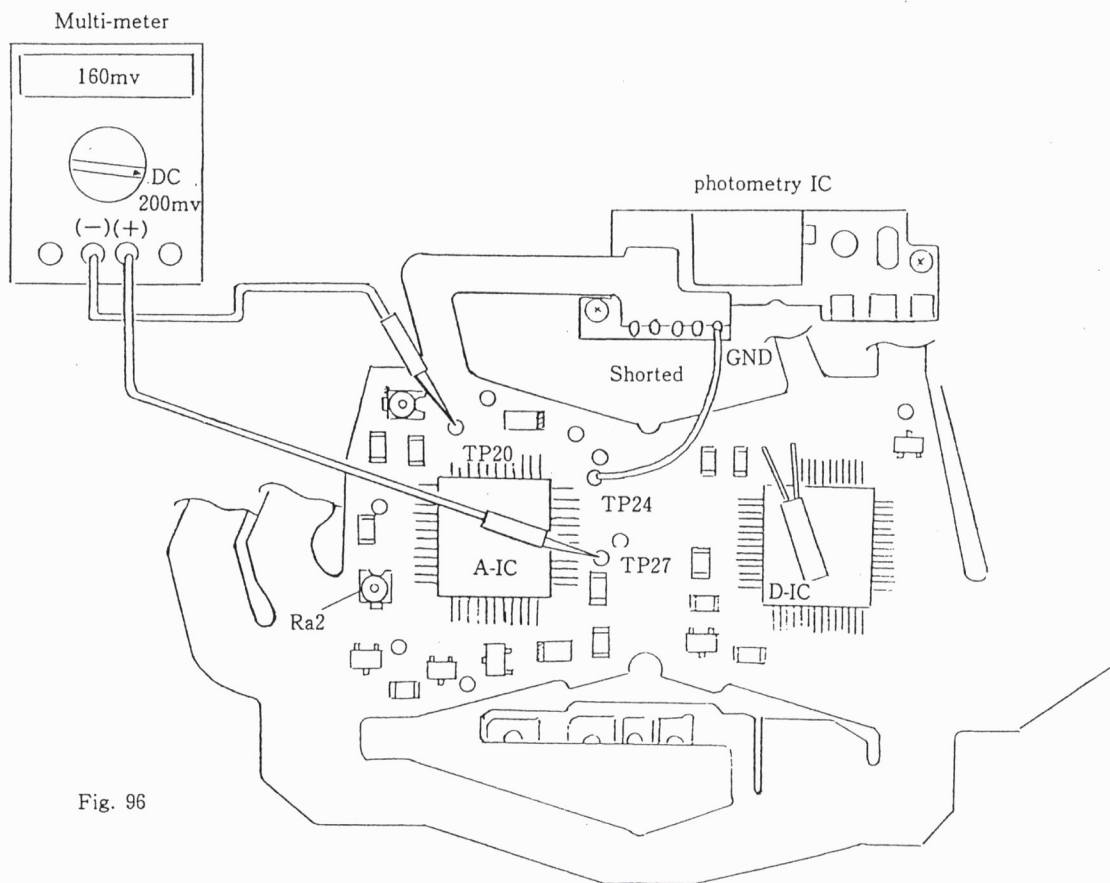 Multi-meter
160mv
DC
200mv
(-) (+)
photometry IC
GND
Shorted
TP20
TP24
TP27
A-IC
D-IC
Ra2
Fig. 96